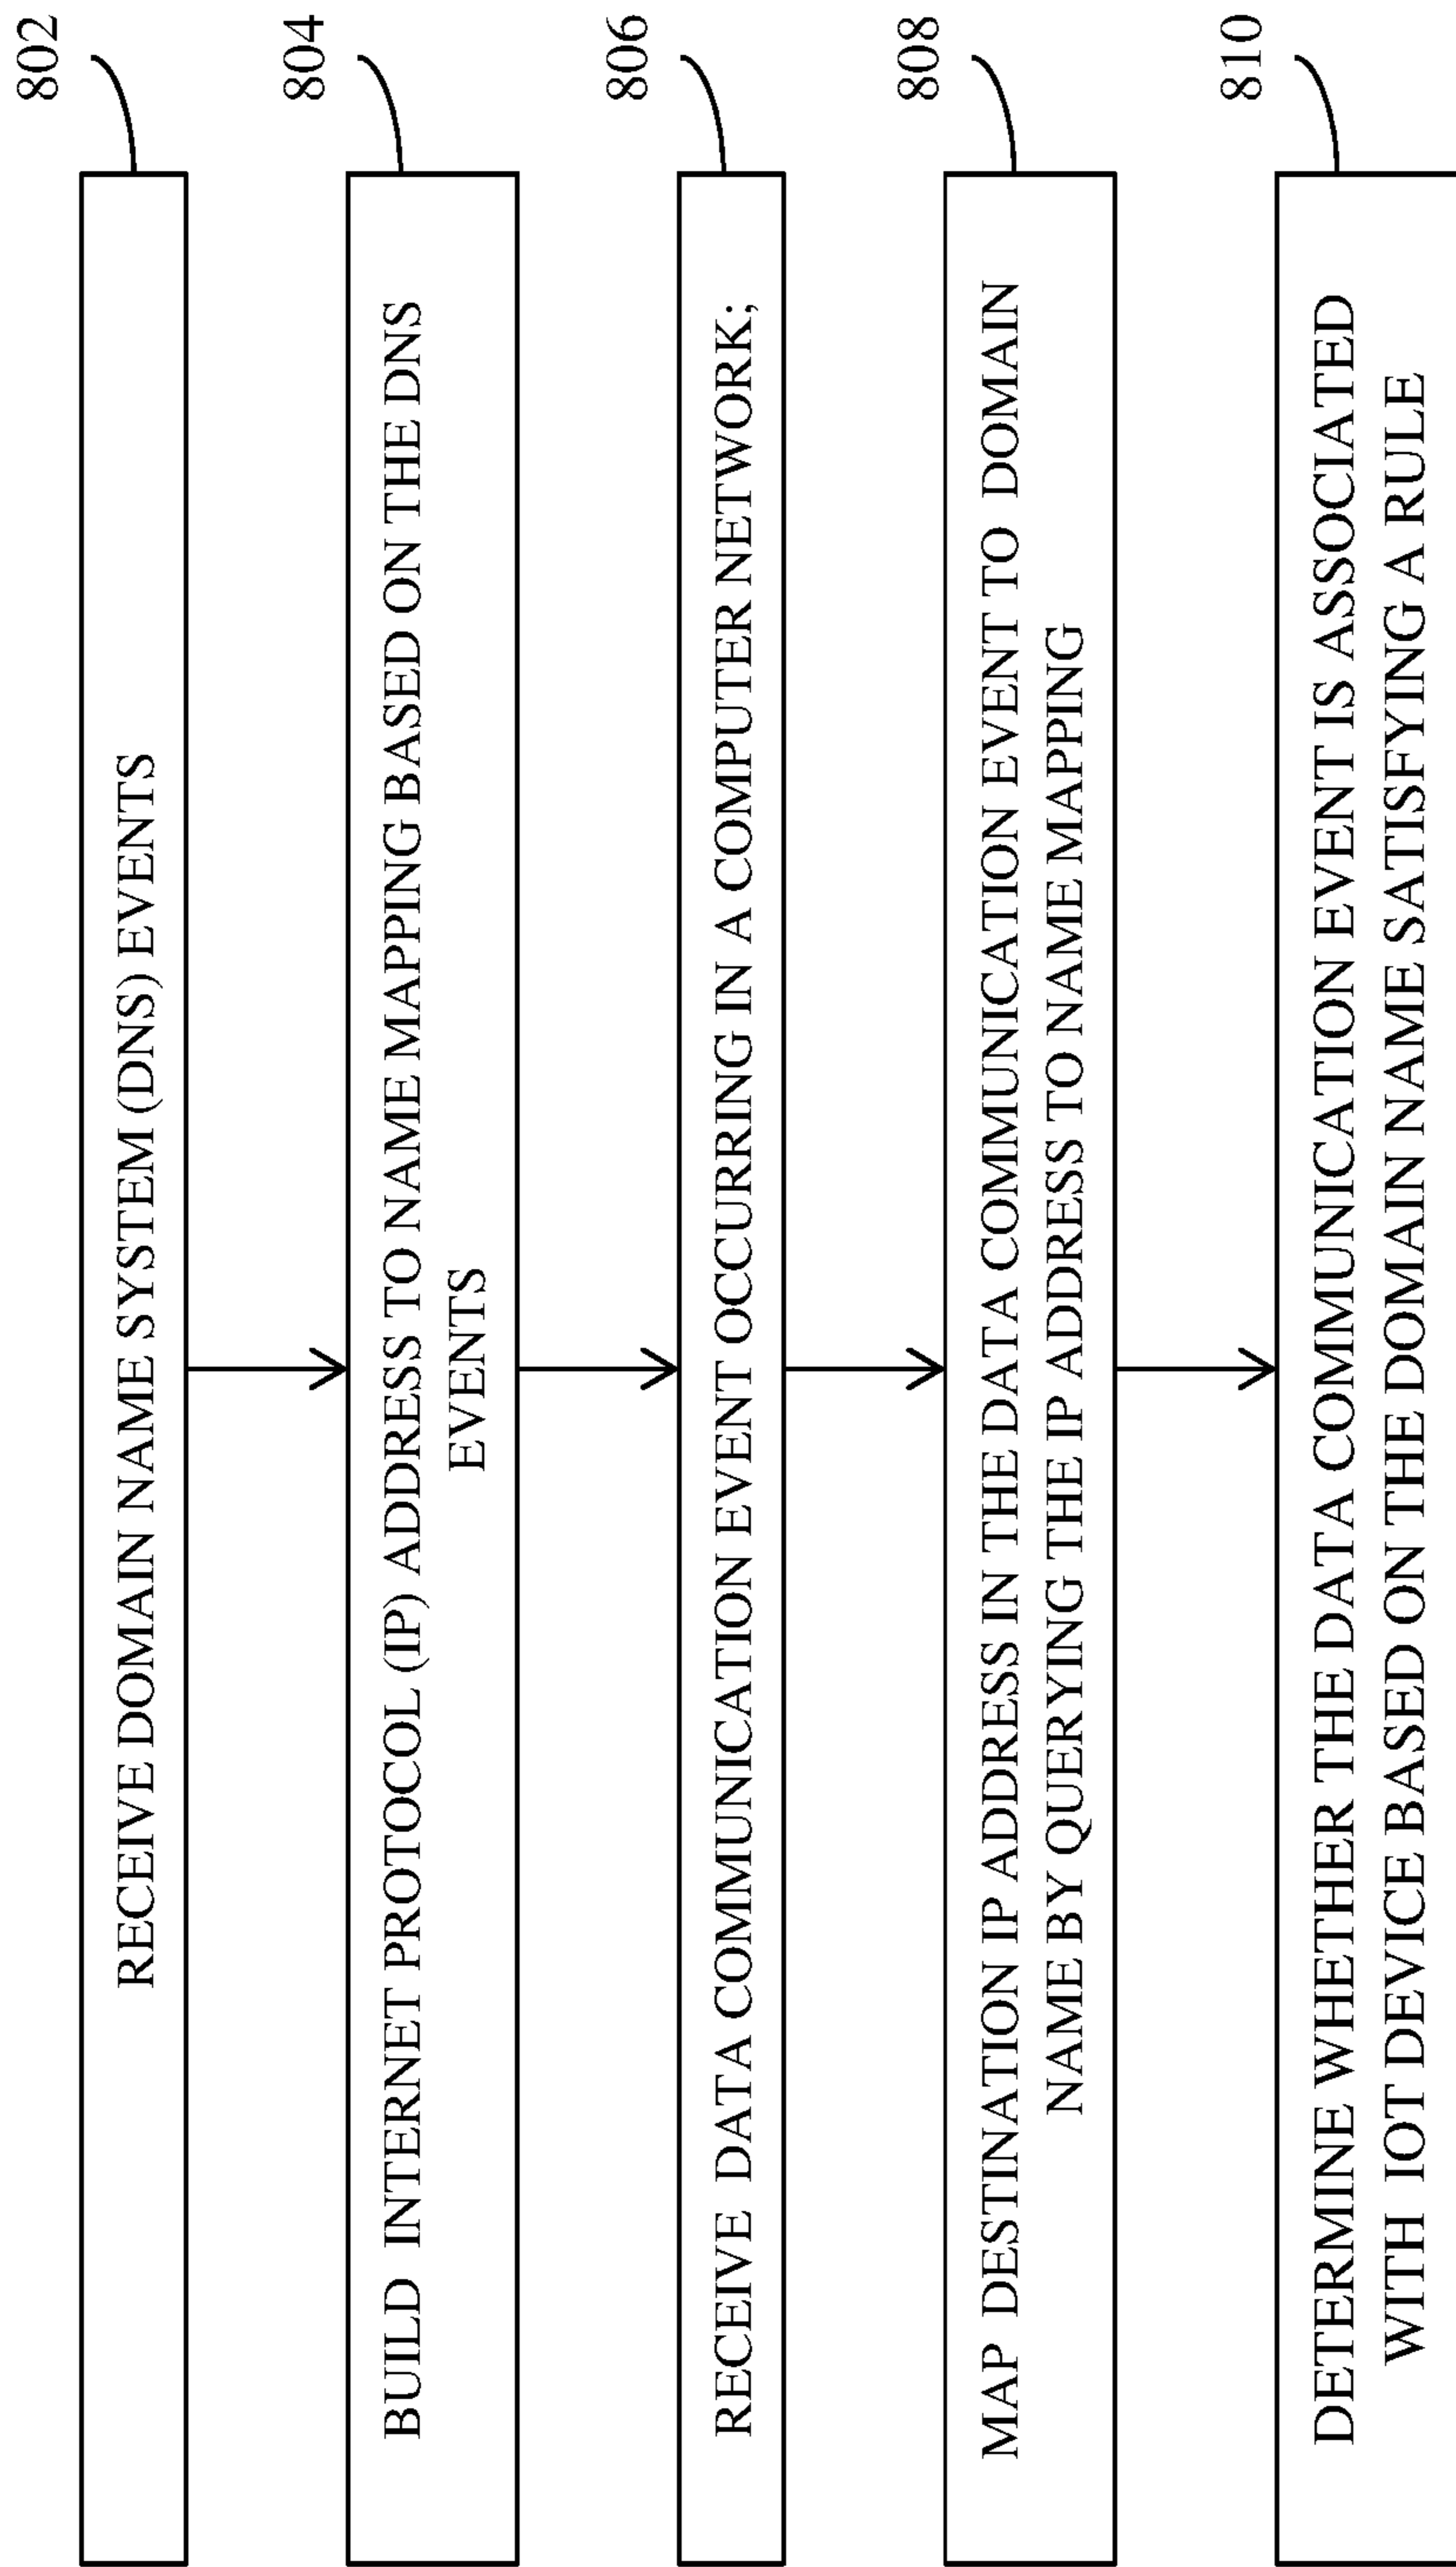 802
RECEIVE DOMAIN NAME SYSTEM (DNS) EVENTS
804
BUILD INTERNET PROTOCOL (IP) ADDRESS TO NAME MAPPING BASED ON THE DNS
EVENTS
806
RECEIVE DATA COMMUNICATION EVENT OCCURRING IN A COMPUTER NETWORK;
808
MAP DESTINATION IP ADDRESS IN THE DATA COMMUNICATION EVENT TO DOMAIN
NAME BY QUERYING THE IP ADDRESS TO NAME MAPPING
810
DETERMINE WHETHER THE DATA COMMUNICATION EVENT IS ASSOCIATED
WITH IOT DEVICE BASED ON THE DOMAIN NAME SATISFYING A RULE